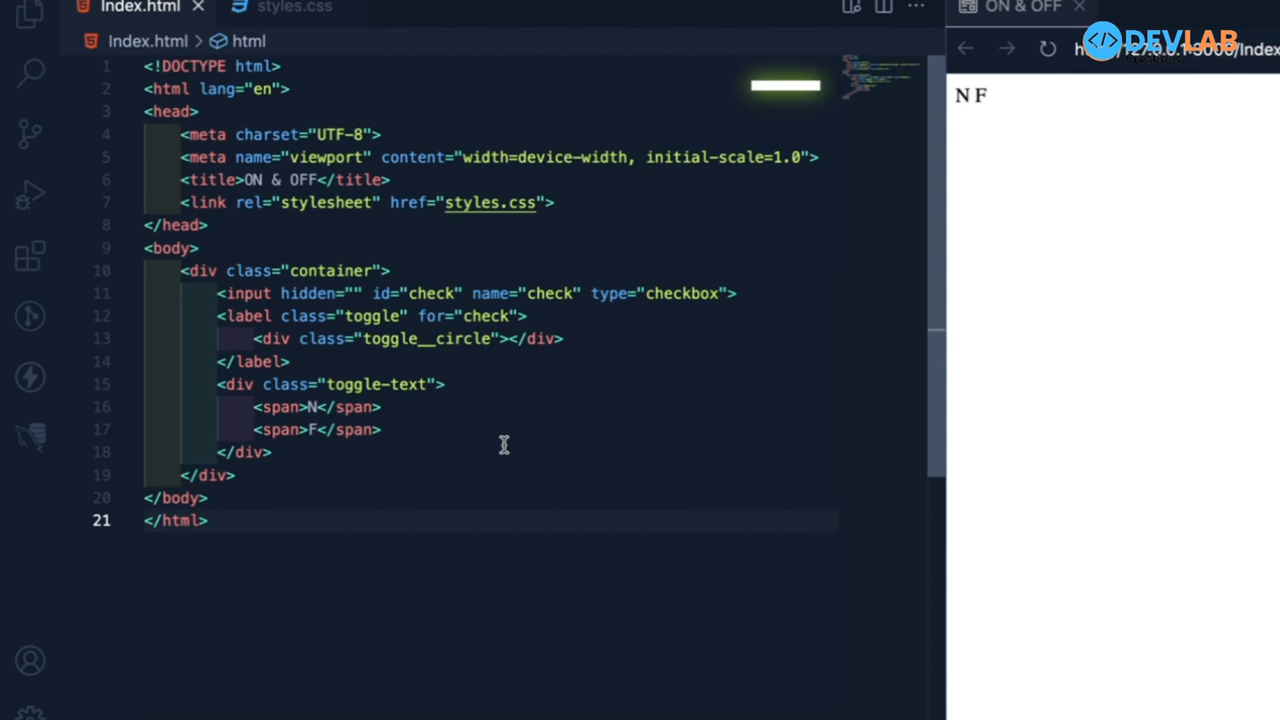 Index.html
styles.css
ON & OFF
Index.html > html
</> DEVLAB
Creations
1 <!DOCTYPE html>
2 <html lang="en">
3 <head>
4 <meta charset="UTF-8">
5 <meta name="viewport" content="width=device-width, initial-scale=1.0">
6 <title>ON & OFF</title>
7 <link rel="stylesheet" href="styles.css">
8 </head>
9 <body>
10 <div class="container">
11 <input hidden="" id="check" name="check" type="checkbox">
12 <label class="toggle" for="check">
13 <div class="toggle__circle"></div>
14 </label>
15 <div class="toggle-text">
16 <span>N</span>
17 <span>F</span>
18 </div>
19 </div>
20 </body>
21 </html>
N F